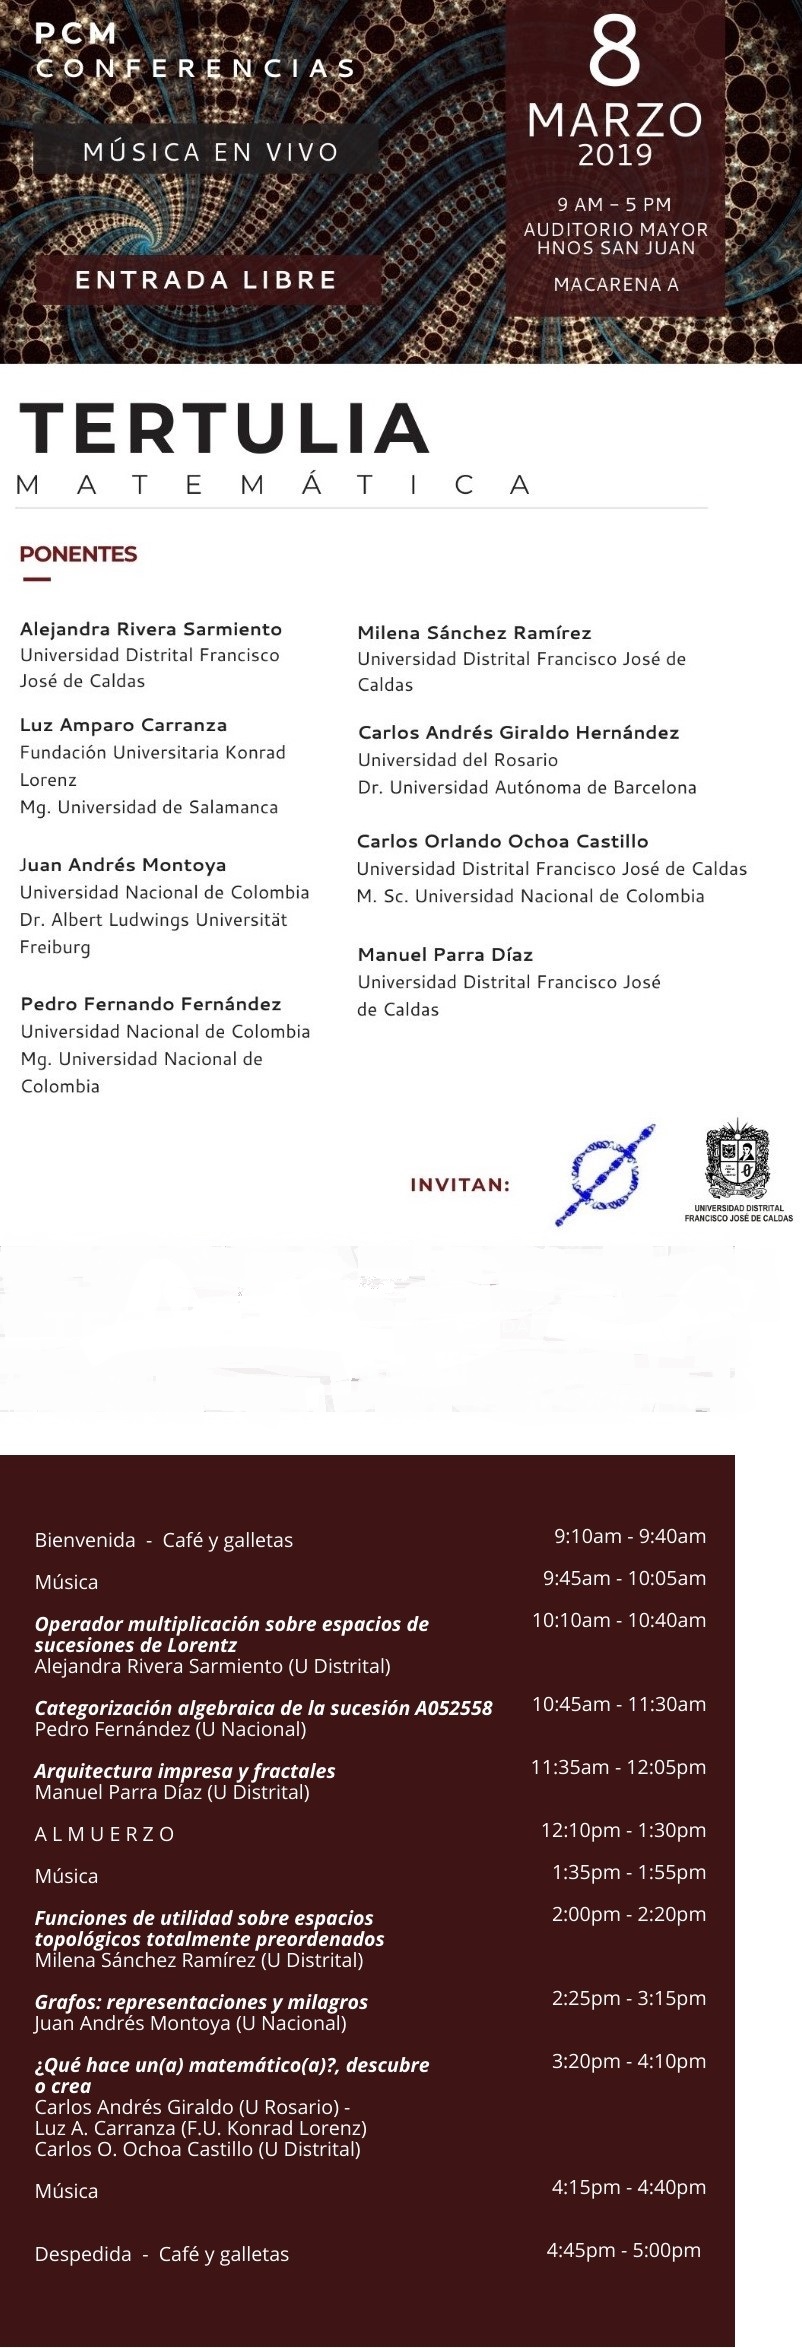 PCM
CONFERENCIAS
MÚSICA EN VIVO
ENTRADA LIBRE
8
MARZO
2019
9 AM - 5 PM
AUDITORIO MAYOR
HNOS SAN JUAN
MACARENA A
TERTULIA
MATEMÁTICA
PONENTES
Alejandra Rivera Sarmiento
Universidad Distrital Francisco
José de Caldas
Luz Amparo Carranza
Fundación Universitaria Konrad
Lorenz
Mg. Universidad de Salamanca
Juan Andrés Montoya
Universidad Nacional de Colombia
Dr. Albert Ludwings Universität
Freiburg
Pedro Fernando Fernández
Universidad Nacional de Colombia
Mg. Universidad Nacional de
Colombia
Milena Sánchez Ramírez
Universidad Distrital Francisco José de
Caldas
Carlos Andrés Giraldo Hernández
Universidad del Rosario
Dr. Universidad Autónoma de Barcelona
Carlos Orlando Ochoa Castillo
Universidad Distrital Francisco José de Caldas
M. Sc. Universidad Nacional de Colombia
Manuel Parra Díaz
Universidad Distrital Francisco José
de Caldas
INVITAN:
UNIVERSIDAD DISTRITAL
FRANCISCO JOSÉ DE CALDAS
Bienvenida - Café y galletas 9:10am - 9:40am
Música 9:45am - 10:05am
Operador multiplicación sobre espacios de 10:10am - 10:40am
sucesiones de Lorentz
Alejandra Rivera Sarmiento (U Distrital)
Categorización algebraica de la sucesión A052558 10:45am - 11:30am
Pedro Fernández (U Nacional)
Arquitectura impresa y fractales 11:35am - 12:05pm
Manuel Parra Díaz (U Distrital)
ALMUERZO 12:10pm - 1:30pm
Música 1:35pm - 1:55pm
Funciones de utilidad sobre espacios 2:00pm - 2:20pm
topológicos totalmente preordenados
Milena Sánchez Ramírez (U Distrital)
Grafos: representaciones y milagros 2:25pm - 3:15pm
Juan Andrés Montoya (U Nacional)
¿Qué hace un(a) matemático(a)?, descubre 3:20pm - 4:10pm
o crea
Carlos Andrés Giraldo (U Rosario) -
Luz A. Carranza (F.U. Konrad Lorenz)
Carlos O. Ochoa Castillo (U Distrital)
Música 4:15pm - 4:40pm
Despedida - Café y galletas 4:45pm - 5:00pm